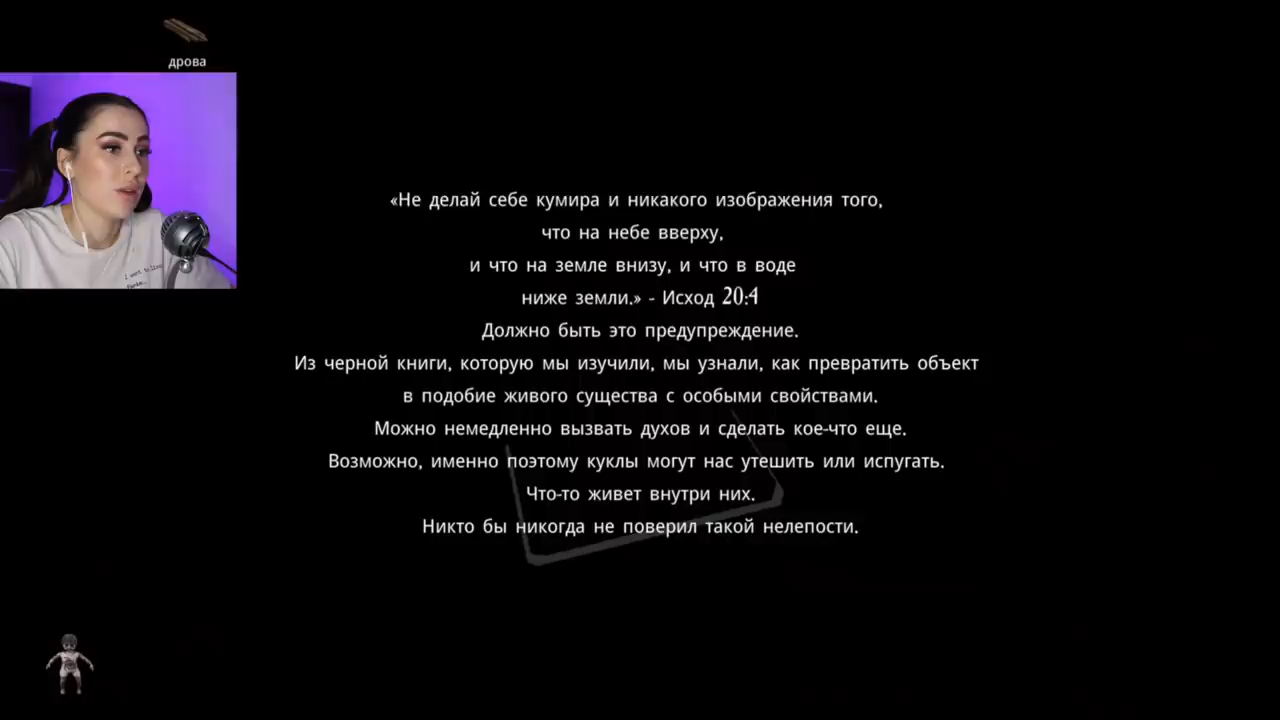 дрова
I want to live
«Не делай себе кумира и никакого изображения того,
что на небе вверху,
и что на земле внизу, и что в воде
ниже земли.» - Исход 20:4
Должно быть это предупреждение.
Из черной книги, которую мы изучили, мы узнали, как превратить объект
в подобие живого существа с особыми свойствами.
Можно немедленно вызвать духов и сделать кое-что еще.
Возможно, именно поэтому куклы могут нас утешить или испугать.
Что-то живет внутри них.
Никто бы никогда не поверил такой нелепости.